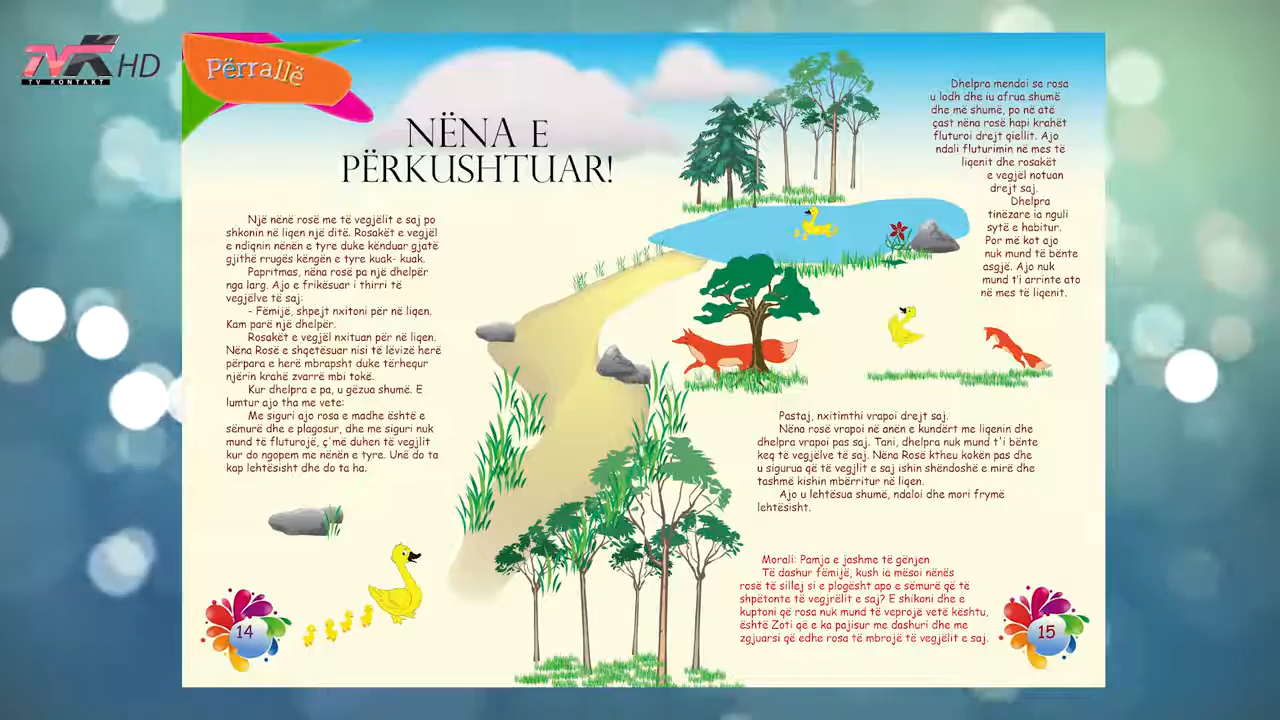 TVK HD
TV KONTAKT
Përrallë
NËNA E
PËRKUSHTUAR!
Një nënë rosë me të vegjëlit e saj po
shkonin në liqen një ditë. Rosakët e vegjël
e ndiqnin nënën e tyre duke kënduar gjatë
gjithë rrugës këngën e tyre kuak- kuak.
Papritmas, nëna rosë pa një dhelpër
nga larg. Ajo e frikësuar i thirri të
vegjëlve të saj:
- Fëmijë, shpejt nxitoni për në liqen.
Kam parë një dhelpër.
Rosakët e vegjël nxituan për në liqen.
Nëna Rosë e shqetësuar nisi të lëvizë herë
përpara e herë mbrapsht duke tërhequr
njërin krahë zvarrë mbi tokë.
Kur dhelpra e pa, u gëzua shumë. E
lumtur ajo tha me vete:
Me siguri ajo rosa e madhe është e
sëmurë dhe e plagosur, dhe me siguri nuk
mund të fluturojë, ç'më duhen të vegjlit
kur do ngopem me nënën e tyre. Unë do ta
kap lehtësisht dhe do ta ha.
14
Dhelpra mendoi se rosa
u lodh dhe iu afrua shumë
dhe më shumë, po në atë
çast nëna rosë hapi krahët
fluturoi drejt qiellit. Ajo
ndali fluturimin në mes të
liqenit dhe rosakët
e vegjël notuan
drejt saj.
Dhelpra
tinëzare ia nguli
sytë e habitur.
Por më kot ajo
nuk mund të bënte
asgjë. Ajo nuk
mund t'i arrinte ato
në mes të liqenit.
Pastaj, nxitimthi vrapoi drejt saj.
Nëna rosë vrapoi në anën e kundërt me liqenin dhe
dhelpra vrapoi pas saj. Tani, dhelpra nuk mund t'i bënte
keq të vegjëlve të saj. Nëna Rosë ktheu kokën pas dhe
u sigurua që të vegjlit e saj ishin shëndoshë e mirë dhe
tashmë kishin mbërritur në liqen.
Ajo u lehtësua shumë, ndaloi dhe mori frymë
lehtësisht.
Morali: Pamja e jashme të gënjen
Të dashur fëmijë, kush ia mësoi nënës
rosë të sillej si e plogësht apo e sëmurë që të
shpëtonte të vegjrëlit e saj? E shikoni dhe e
kuptoni që rosa nuk mund të veprojë vetë kështu,
është Zoti që e ka pajisur me dashuri dhe me
zgjuarsi që edhe rosa të mbrojë të vegjëlit e saj.
15